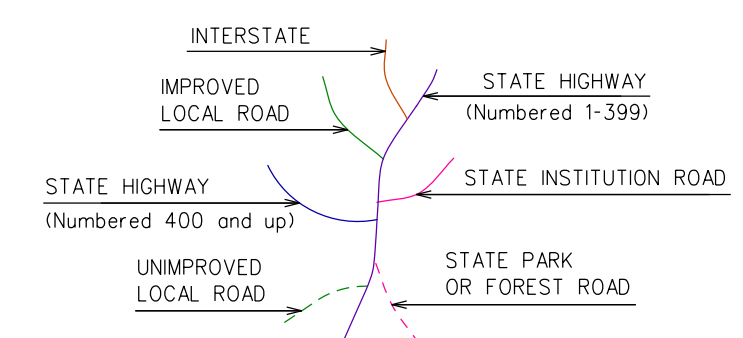 INTERSTATE
IMPROVED
LOCAL ROAD
STATE HIGHWAY
(Numbered 1-399)
STATE HIGHWAY
(Numbered 400 and up)
STATE INSTITUTION ROAD
UNIMPROVED
LOCAL ROAD
STATE PARK
OR FOREST ROAD